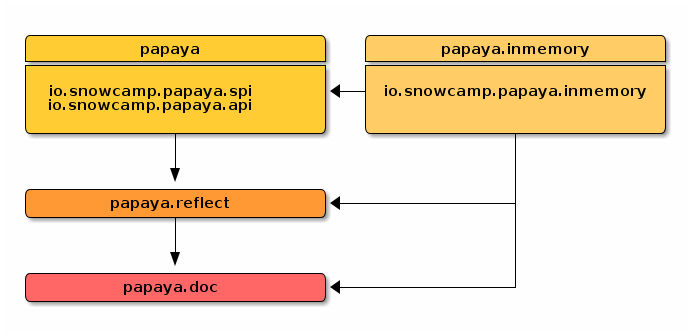 papaya
io.snowcamp.papaya.spi
io.snowcamp.papaya.api
papaya.inmemory
io.snowcamp.papaya.inmemory
papaya.reflect
papaya.doc